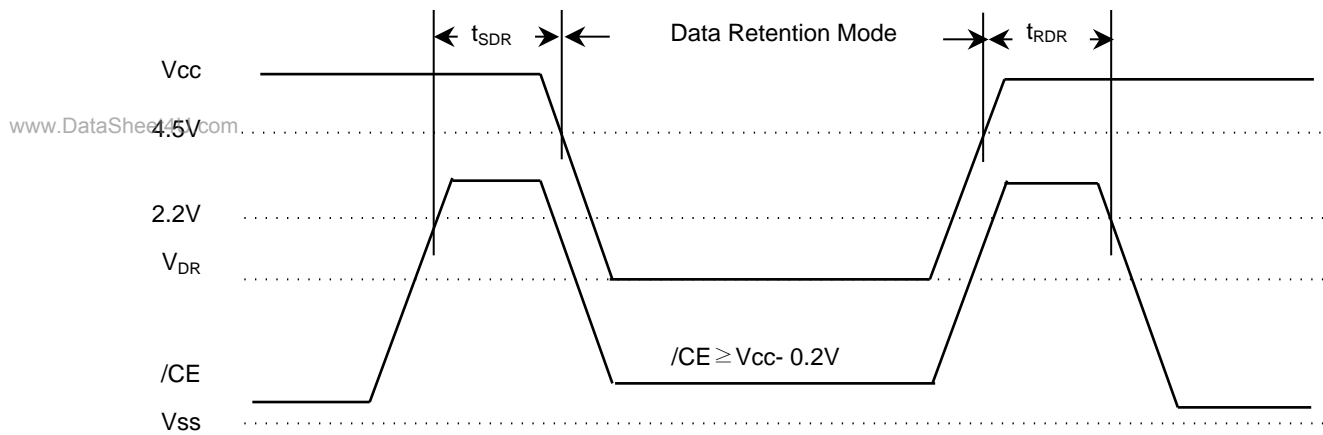 tSDR Data Retention Mode tRDR
Vcc
www.DataSheet4U.com
4.5V
2.2V
VDR
/CE≥Vcc- 0.2V
/CE
Vss